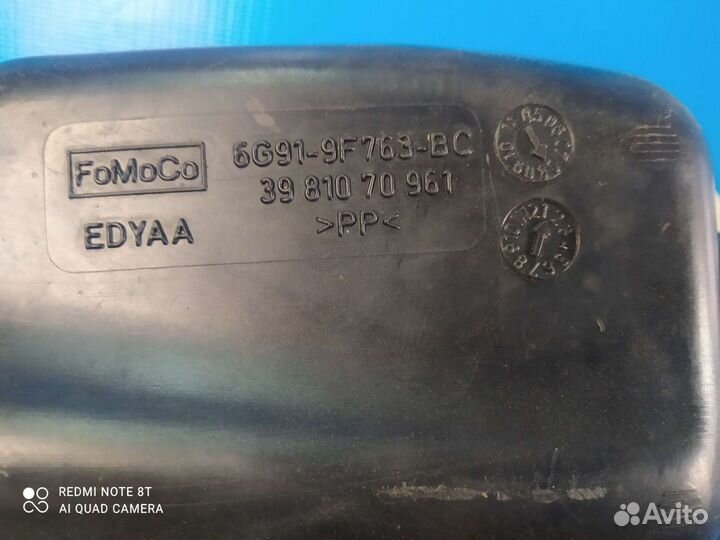 FoMoCo
6G91-9F763-BC
39 810 70 961
EDYAA
>PP<
REDMI NOTE 8T
AI QUAD CAMERA
Avito